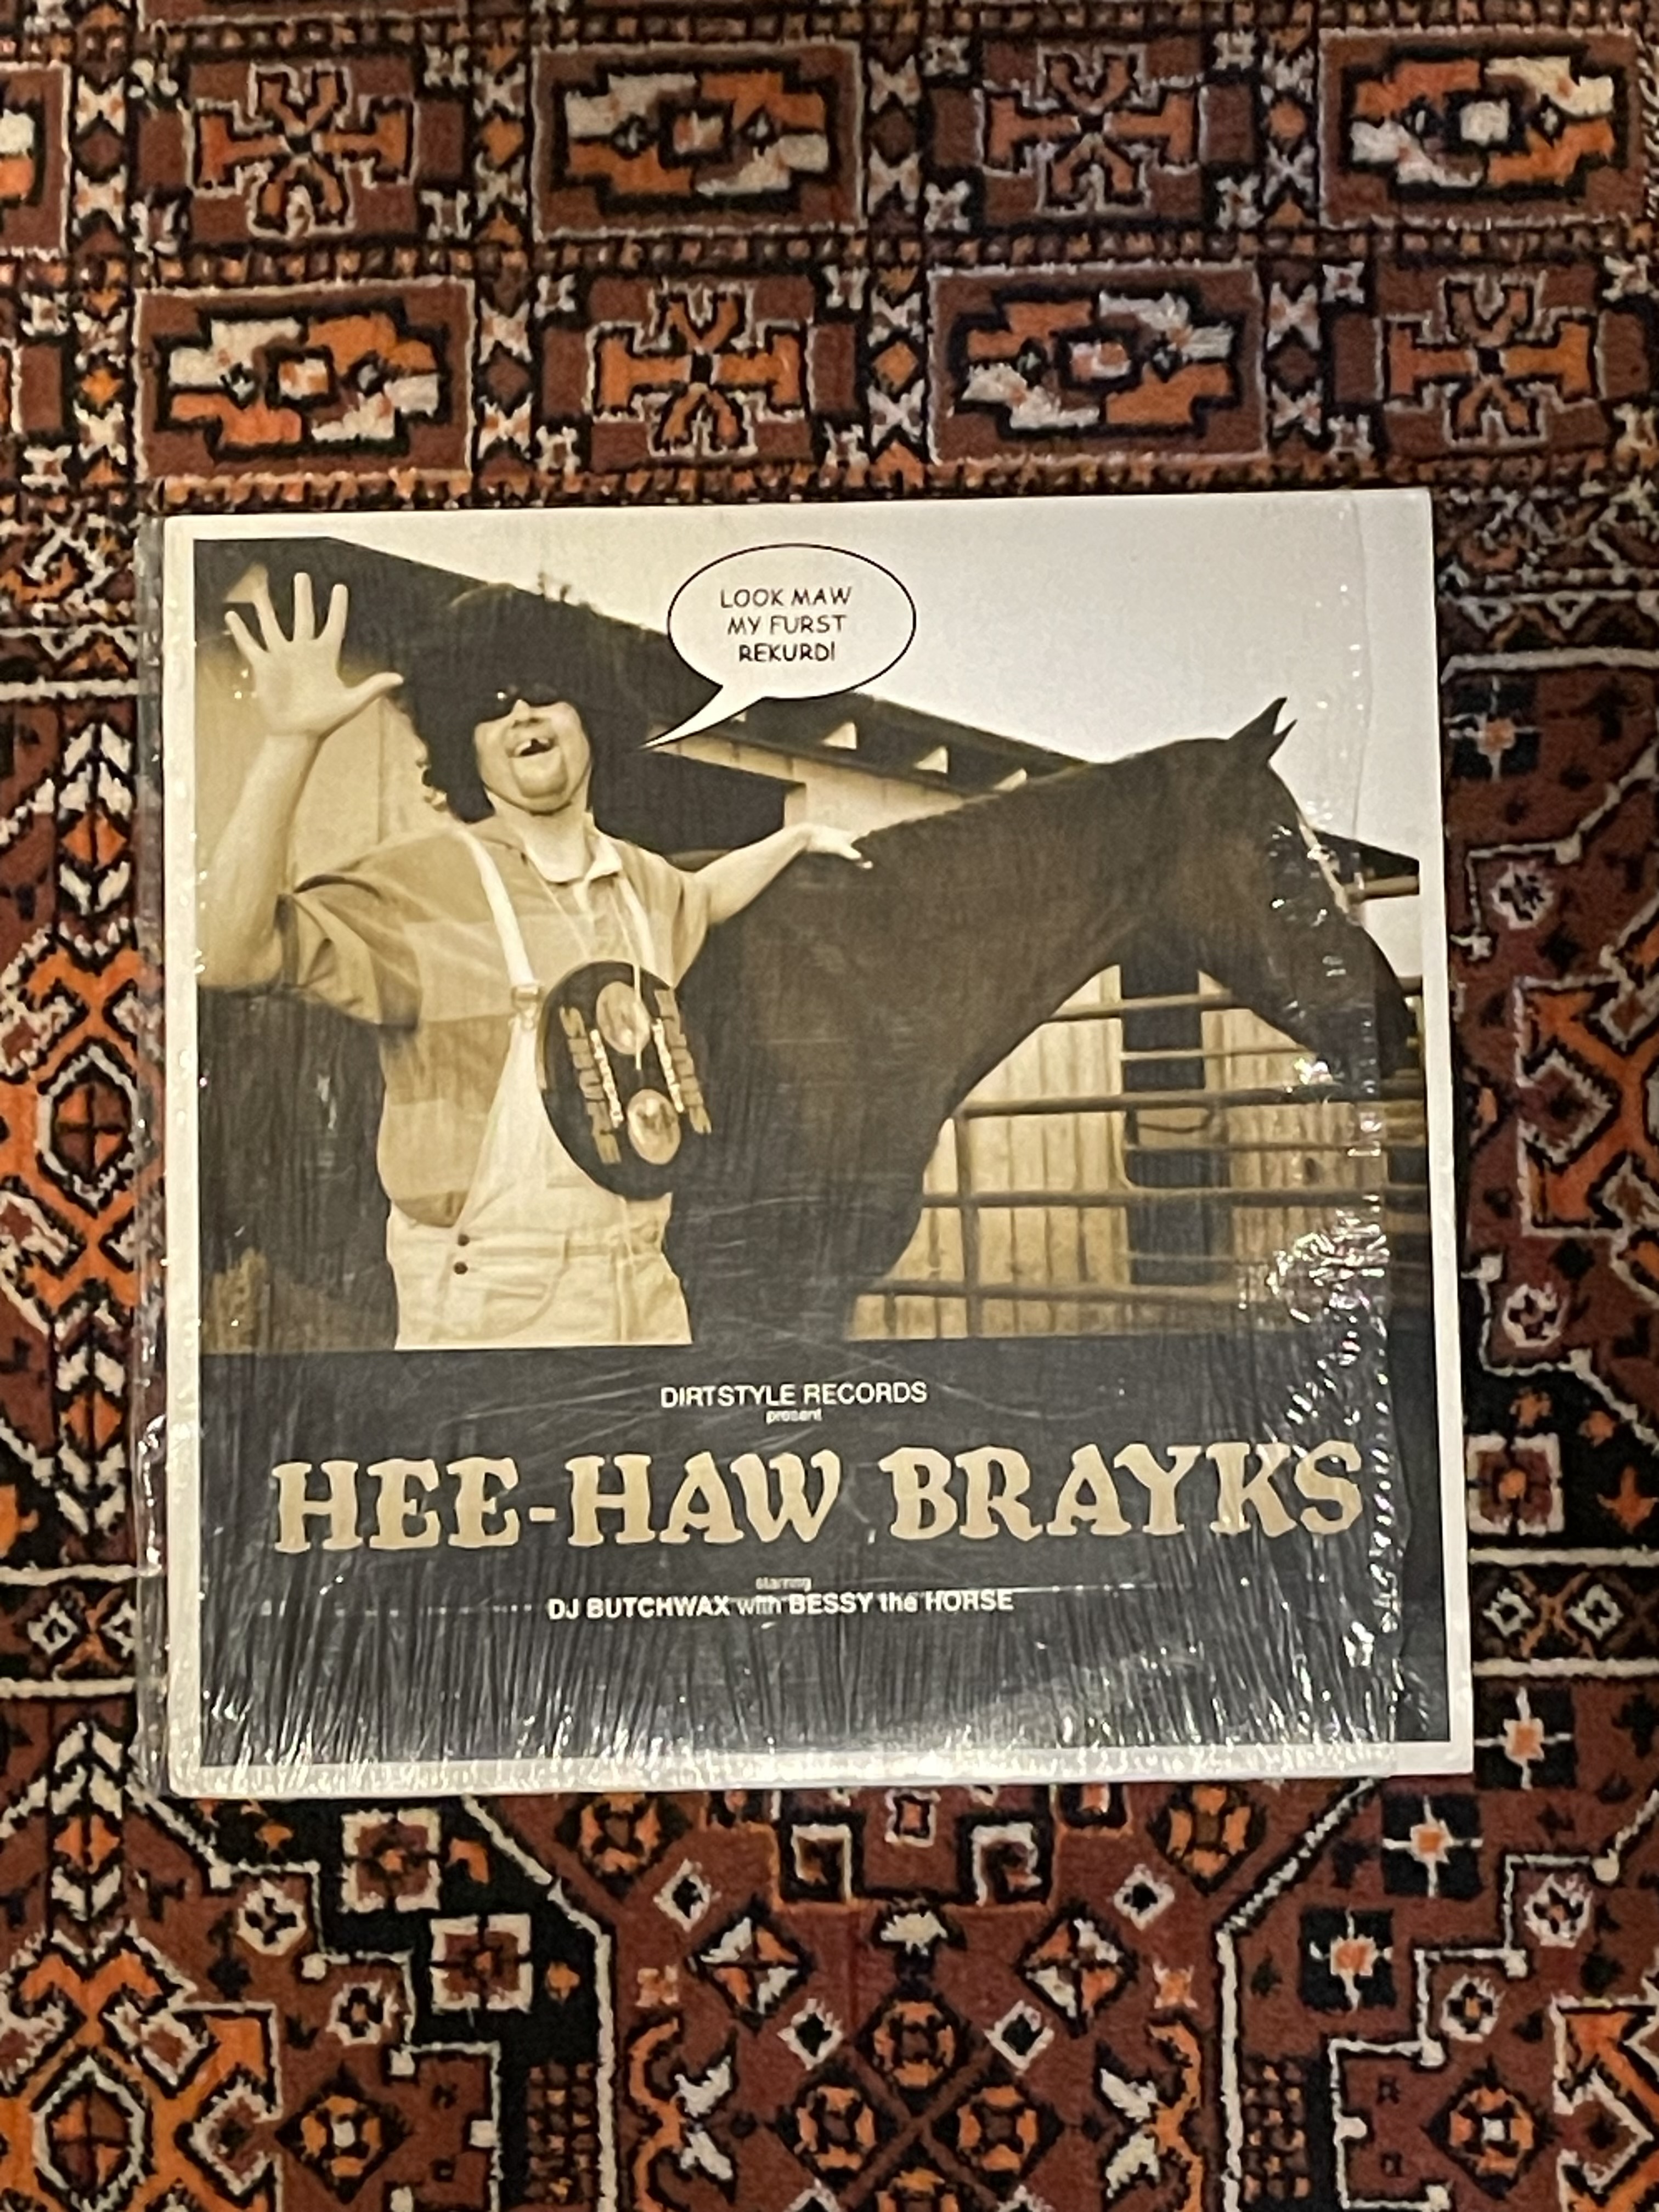 LOOK MAW
MY FURST
REKURD!
DIRTSTYLE RECORDS
present
HEE-HAW BRAYKS
starring
DJ BUTCHWAX with BESSY the HORSE